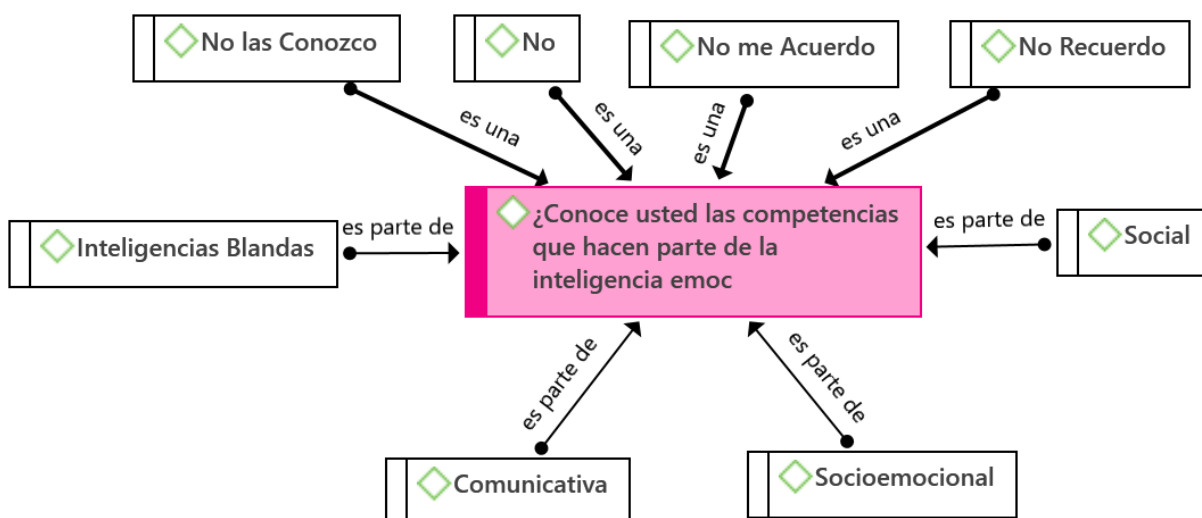 No las Conozco
No
No me Acuerdo
No Recuerdo
es una
es una
es una
es una
Inteligencias Blandas
es parte de
¿Conoce usted las competencias
que hacen parte de la
inteligencia emoc
es parte de
Social
es parte de
es parte de
Comunicativa
Socioemocional